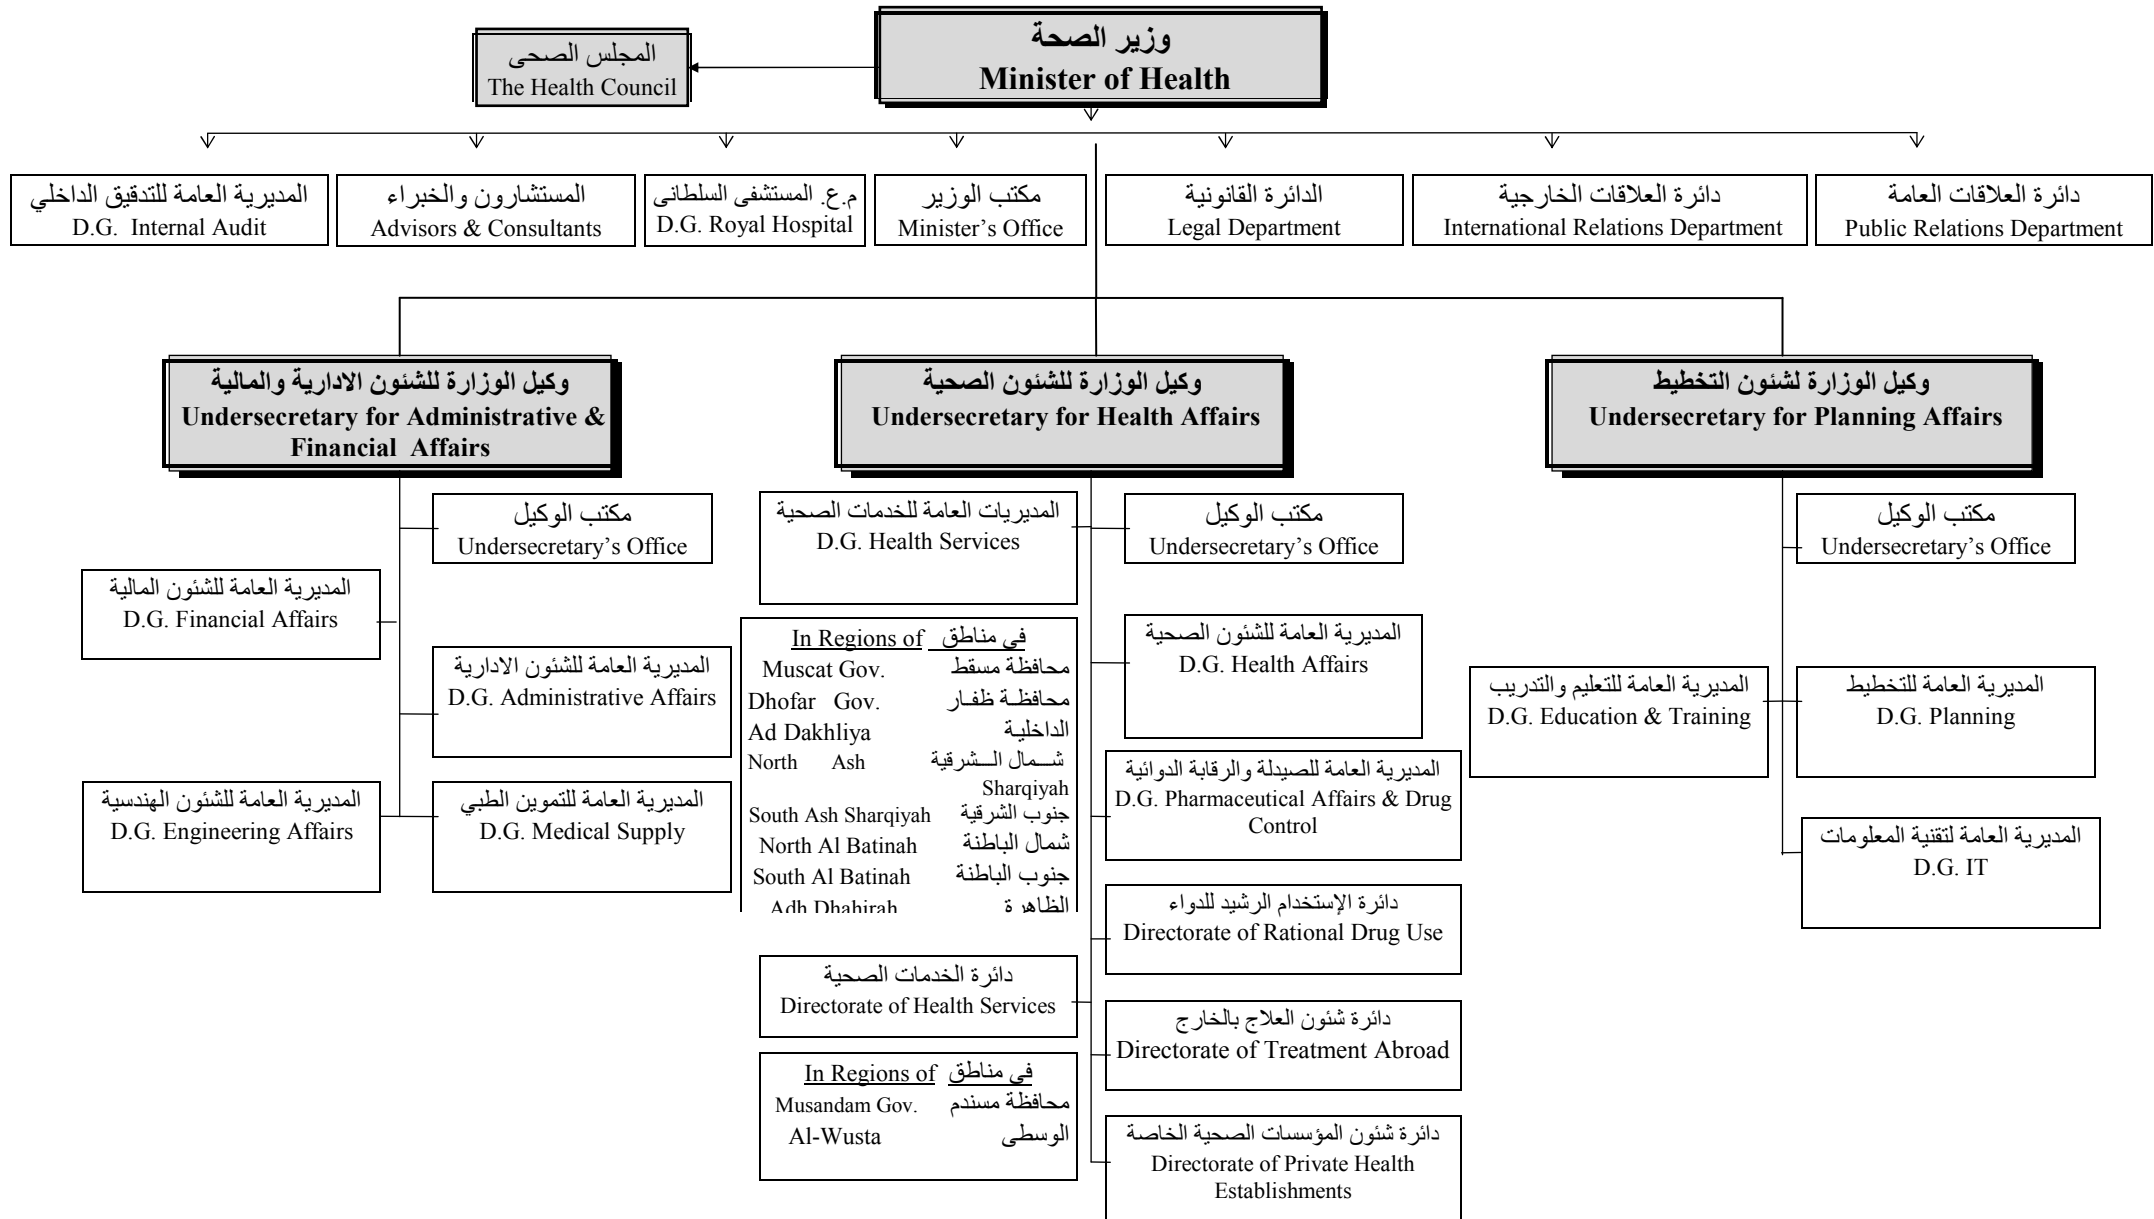 وزير الصحة
Minister of Health
المجلس الصحى
The Health Council
المديرية العامة للتدقيق الداخلي
D.G. Internal Audit
المستشارون والخبراء
Advisors & Consultants
م.ع. المستشفى السلطانى
D.G. Royal Hospital
مكتب الوزير
Minister’s Office
الدائرة القانونية
Legal Department
دائرة العلاقات الخارجية
International Relations Department
دائرة العلاقات العامة
Public Relations Department
وكيل الوزارة للشئون الادارية والمالية
Undersecretary for Administrative &
Financial Affairs
وكيل الوزارة للشئون الصحية
Undersecretary for Health Affairs
وكيل الوزارة لشئون التخطيط
Undersecretary for Planning Affairs
مكتب الوكيل
Undersecretary’s Office
المديرية العامة للشئون المالية
D.G. Financial Affairs
المديرية العامة للشئون الادارية
D.G. Administrative Affairs
المديرية العامة للشئون الهندسية
D.G. Engineering Affairs
المديرية العامة للتموين الطبي
D.G. Medical Supply
المديريات العامة للخدمات الصحية
D.G. Health Services
In Regions of في مناطق
Muscat Gov. محافظة مسقط
Dhofar Gov. محافظـة ظفـار
Ad Dakhliya الداخلية
North Ash شـــمال الـــشرقية
Sharqiyah
South Ash Sharqiyah جنوب الشرقية
North Al Batinah شمال الباطنة
South Al Batinah جنوب الباطنة
Adh Dhahirah الظاهرة
دائرة الخدمات الصحية
Directorate of Health Services
In Regions of في مناطق
Musandam Gov. محافظة مسندم
Al-Wusta الوسطى
مكتب الوكيل
Undersecretary’s Office
المديرية العامة للشئون الصحية
D.G. Health Affairs
المديرية العامة للصيدلة والرقابة الدوائية
D.G. Pharmaceutical Affairs & Drug
Control
دائرة الإستخدام الرشيد للدواء
Directorate of Rational Drug Use
دائرة شئون العلاج بالخارج
Directorate of Treatment Abroad
دائرة شئون المؤسسات الصحية الخاصة
Directorate of Private Health
Establishments
مكتب الوكيل
Undersecretary’s Office
المديرية العامة للتعليم والتدريب
D.G. Education & Training
المديرية العامة للتخطيط
D.G. Planning
المديرية العامة لتقنية المعلومات
D.G. IT